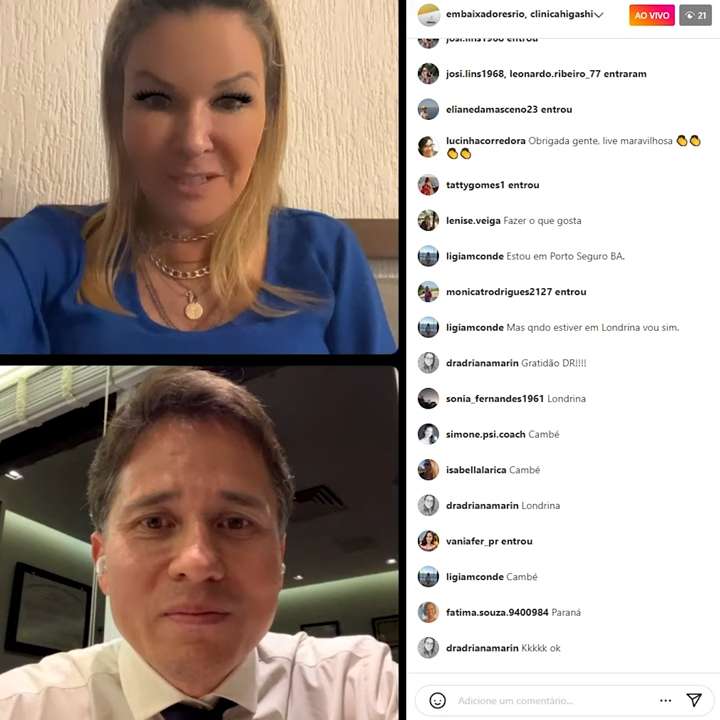 embaixadoresrio, clinicahigashi
AO VIVO
21
josi.lins1968 entrou
josi.lins1968, leonardo.ribeiro_77 entraram
elianedamasceno23 entrou
lucinhacorredora Obrigada gente, live maravilhosa 👏👏
👏👏
tattygomes1 entrou
lenise.veiga Fazer o que gosta
ligiamconde Estou em Porto Seguro BA.
monicatrodrigues2127 entrou
ligiamconde Mas qndo estiver em Londrina vou sim.
dradrianamarin Gratidão DR!!!!
sonia_fernandes1961 Londrina
simone.psi.coach Cambé
isabellalarica Cambé
dradrianamarin Londrina
vaniafer_pr entrou
ligiamconde Cambé
fatima.souza.9400984 Paraná
dradrianamarin Kkkkk ok
Adicione um comentário...